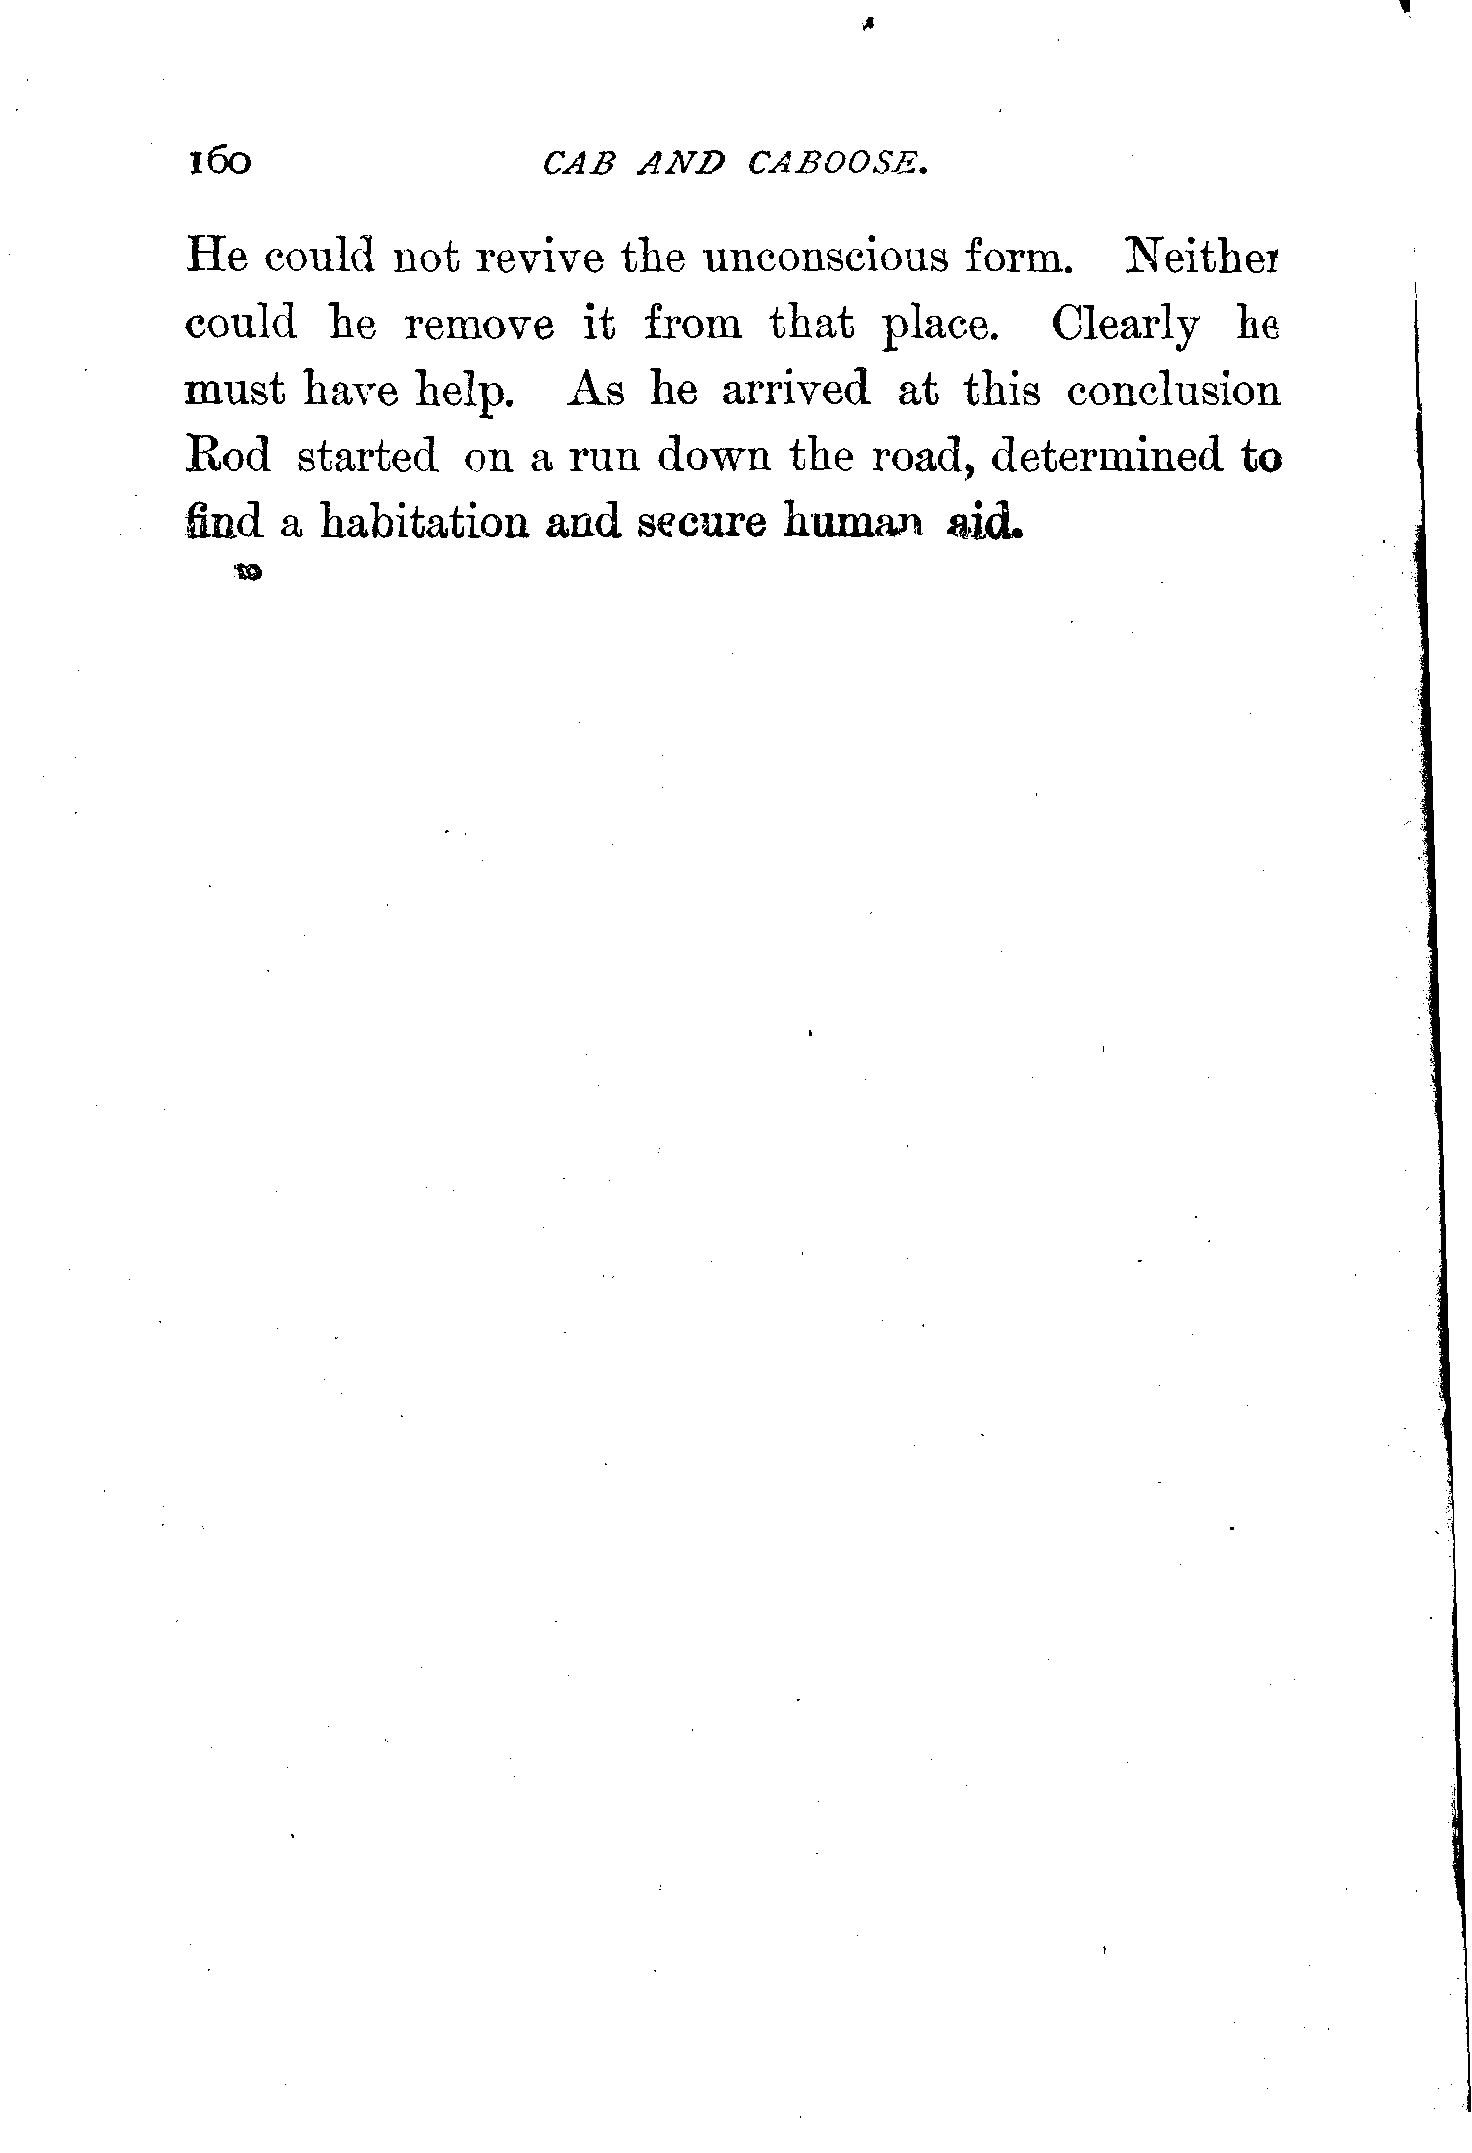 160 CAB AND CABOOSE.
He could not revive the unconscious form. Neither
could he remove it from that place. Clearly he
must have help. As he arrived at this conclusion
Rod started on a run down the road, determined to
find a habitation and secure human aid.